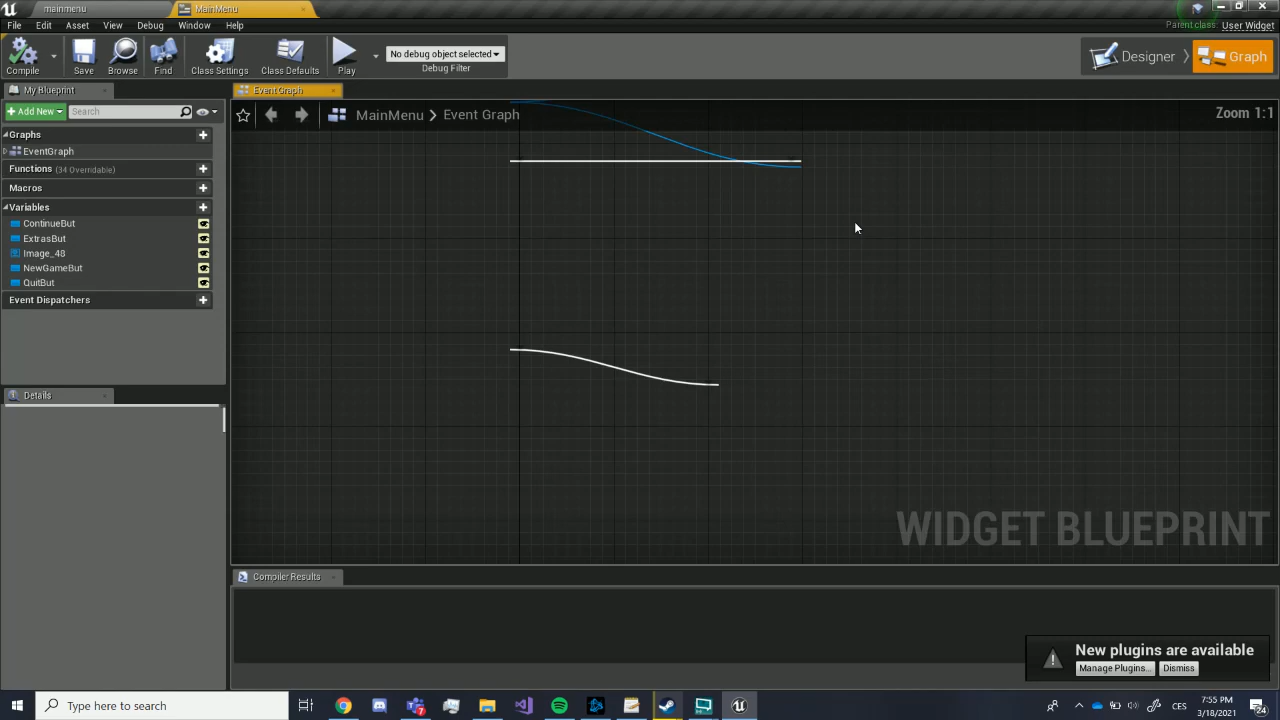 mainmenu
MainMenu
File Edit Asset View Debug Window Help
Parent class: User Widget
Compile
Save
Browse
Find
Class Settings
Class Defaults
Play
No debug object selected
Debug Filter
Designer
Graph
My Blueprint
Event Graph
Add New
Search
MainMenu > Event Graph
Zoom 1:1
Graphs
EventGraph
Functions (34 Overridable)
Macros
Variables
ContinueBut
ExtrasBut
Image_48
NewGameBut
QuitBut
Event Dispatchers
Details
WIDGET BLUEPRINT
Compiler Results
New plugins are available
Manage Plugins...
Dismiss
Type here to search
7
CES
7:55 PM
3/18/2021
24